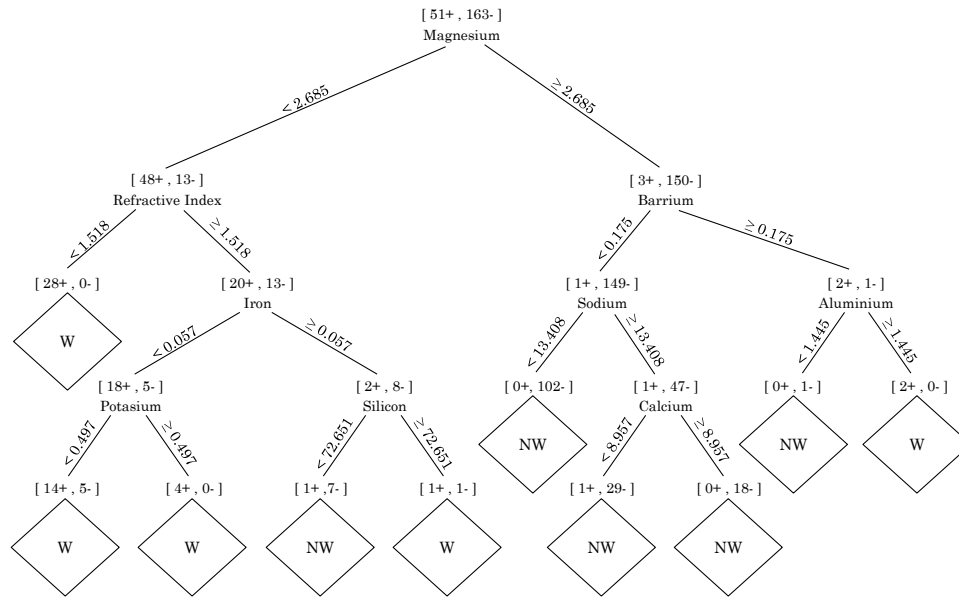 [ 51+ , 163- ]
Magnesium
< 2.685
≥ 2.685
[ 48+ , 13- ]
Refractive Index
[ 3+ , 150- ]
Barrium
< 1.518
≥ 1.518
< 0.175
≥ 0.175
[ 28+ , 0- ]
W
[ 20+ , 13- ]
Iron
[ 1+ , 149- ]
Sodium
[ 2+ , 1- ]
Aluminium
< 0.057
≥ 0.057
< 13.408
≥ 13.408
< 1.445
≥ 1.445
[ 18+ , 5- ]
Potasium
[ 2+ , 8- ]
Silicon
[ 0+, 102- ]
NW
[ 1+ , 47- ]
Calcium
[ 0+ , 1- ]
NW
[ 2+ , 0- ]
W
< 0.497
≥ 0.497
< 72.651
≥ 72.651
< 8.957
≥ 8.957
[ 14+ , 5- ]
W
[ 4+ , 0- ]
W
[ 1+ ,7- ]
NW
[ 1+ , 1- ]
W
[ 1+ , 29- ]
NW
[ 0+ , 18- ]
NW